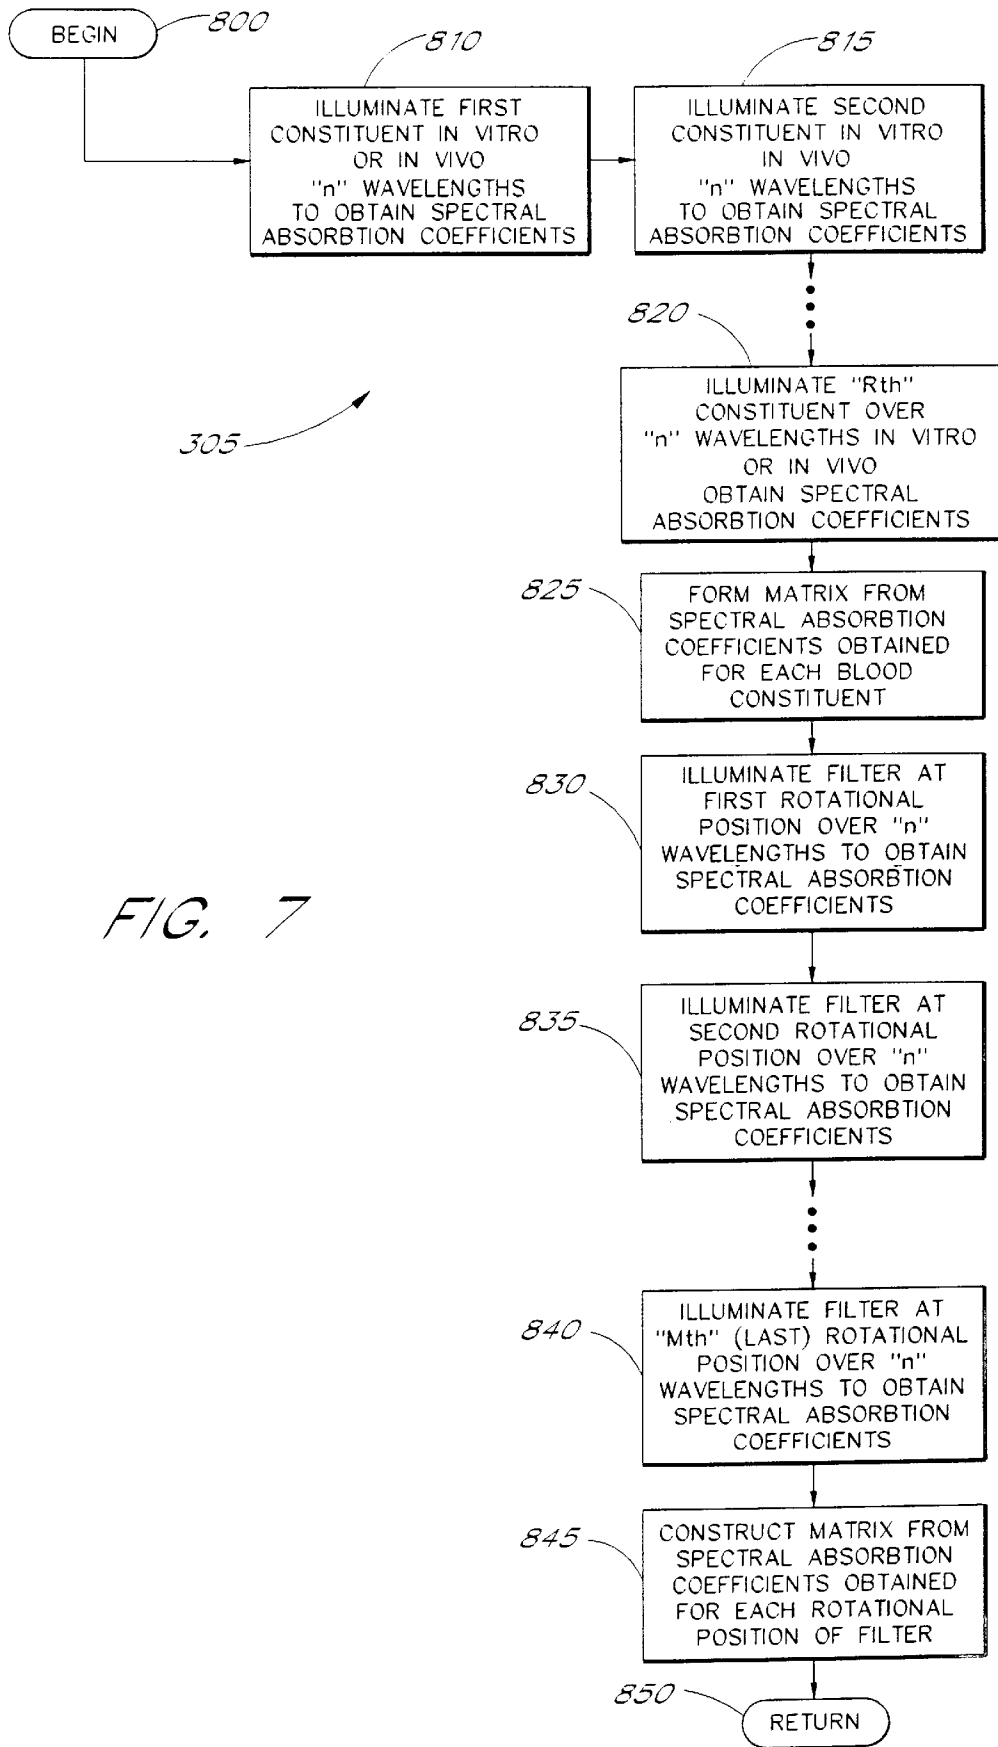 BEGIN
800
810
ILLUMINATE FIRST
CONSTITUENT IN VITRO
OR IN VIVO
"n" WAVELENGTHS
TO OBTAIN SPECTRAL
ABSORBTION COEFFICIENTS
815
ILLUMINATE SECOND
CONSTITUENT IN VITRO
IN VIVO
"n" WAVELENGTHS
TO OBTAIN SPECTRAL
ABSORBTION COEFFICIENTS
820
ILLUMINATE "Rth"
CONSTITUENT OVER
"n" WAVELENGTHS IN VITRO
OR IN VIVO
OBTAIN SPECTRAL
ABSORBTION COEFFICIENTS
305
825
FORM MATRIX FROM
SPECTRAL ABSORBTION
COEFFICIENTS OBTAINED
FOR EACH BLOOD
CONSTITUENT
830
ILLUMINATE FILTER AT
FIRST ROTATIONAL
POSITION OVER "n"
WAVELENGTHS TO OBTAIN
SPECTRAL ABSORBTION
COEFFICIENTS
FIG. 7
835
ILLUMINATE FILTER AT
SECOND ROTATIONAL
POSITION OVER "n"
WAVELENGTHS TO OBTAIN
SPECTRAL ABSORBTION
COEFFICIENTS
840
ILLUMINATE FILTER AT
"Mth" (LAST) ROTATIONAL
POSITION OVER "n"
WAVELENGTHS TO OBTAIN
SPECTRAL ABSORBTION
COEFFICIENTS
845
CONSTRUCT MATRIX FROM
SPECTRAL ABSORBTION
COEFFICIENTS OBTAINED
FOR EACH ROTATIONAL
POSITION OF FILTER
850
RETURN